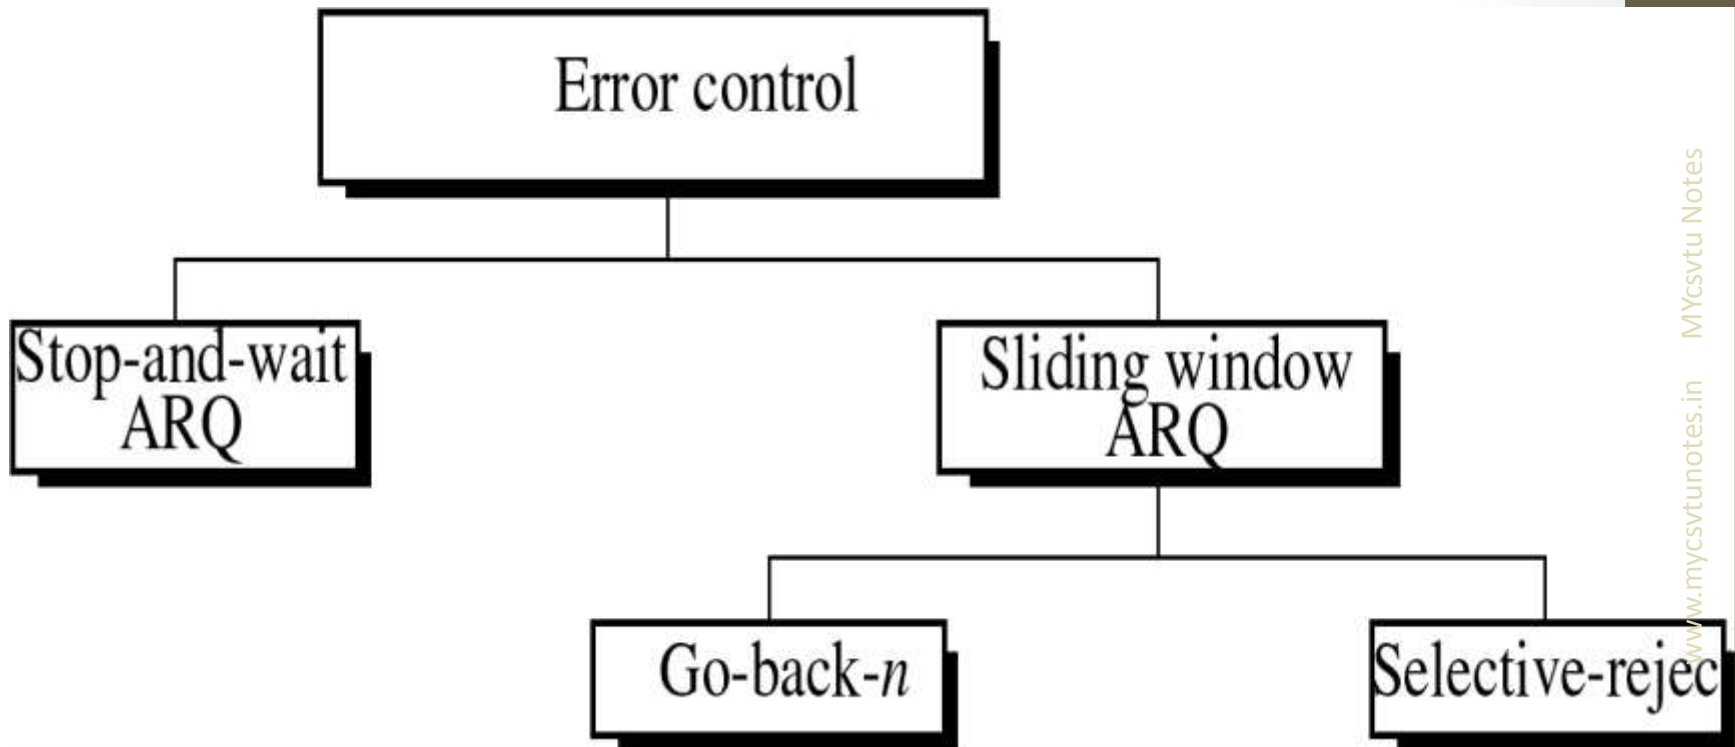 Error control
Stop-and-wait
ARQ
Sliding window
ARQ
Go-back-n
Selective-rejec
www.mycsvtunotes.in MYcsvtu Notes